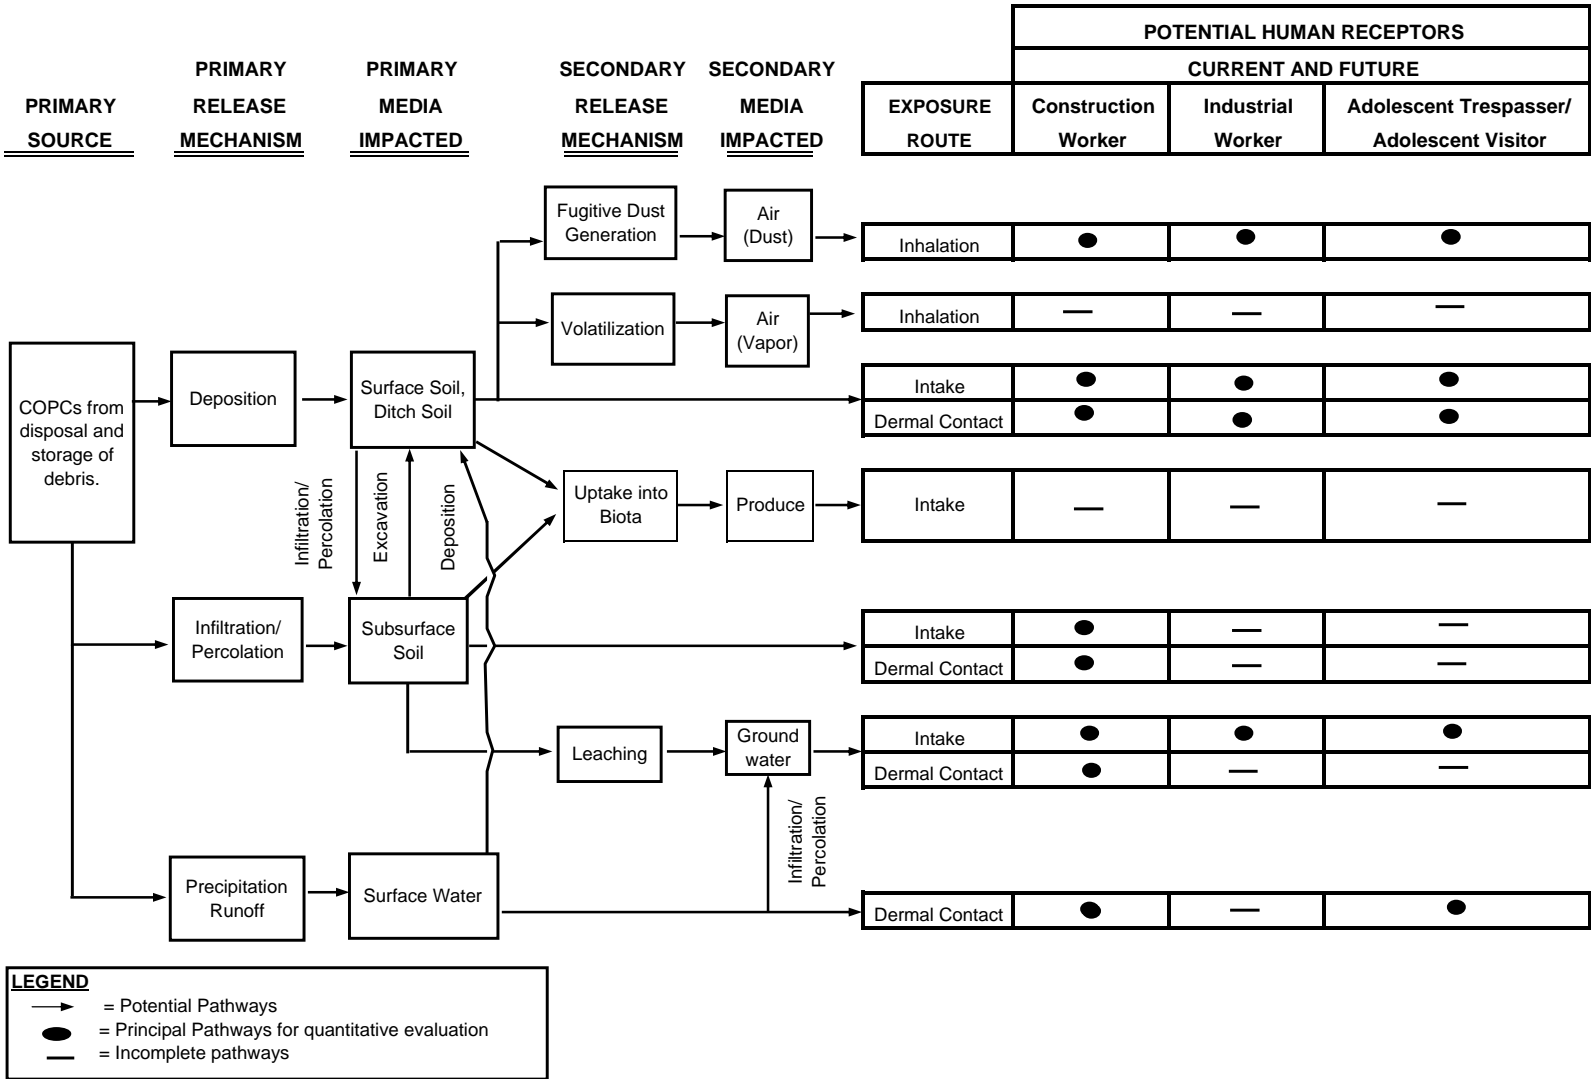 POTENTIAL HUMAN RECEPTORS
CURRENT AND FUTURE
PRIMARY
SOURCE
PRIMARY
RELEASE
MECHANISM
PRIMARY
MEDIA
IMPACTED
SECONDARY
RELEASE
MECHANISM
SECONDARY
MEDIA
IMPACTED
EXPOSURE
ROUTE
Construction
Worker
Industrial
Worker
Adolescent Trespasser/
Adolescent Visitor
Fugitive Dust
Generation
Air
(Dust)
Inhalation
Volatilization
Air
(Vapor)
Inhalation
COPCs from
disposal and
storage of
debris.
Deposition
Surface Soil,
Ditch Soil
Intake
Dermal Contact
Infiltration/
Percolation
Excavation
Deposition
Uptake into
Biota
Produce
Intake
Infiltration/
Percolation
Subsurface
Soil
Intake
Dermal Contact
Leaching
Ground
water
Intake
Dermal Contact
Infiltration/
Percolation
Precipitation
Runoff
Surface Water
Dermal Contact
LEGEND
= Potential Pathways
= Principal Pathways for quantitative evaluation
= Incomplete pathways